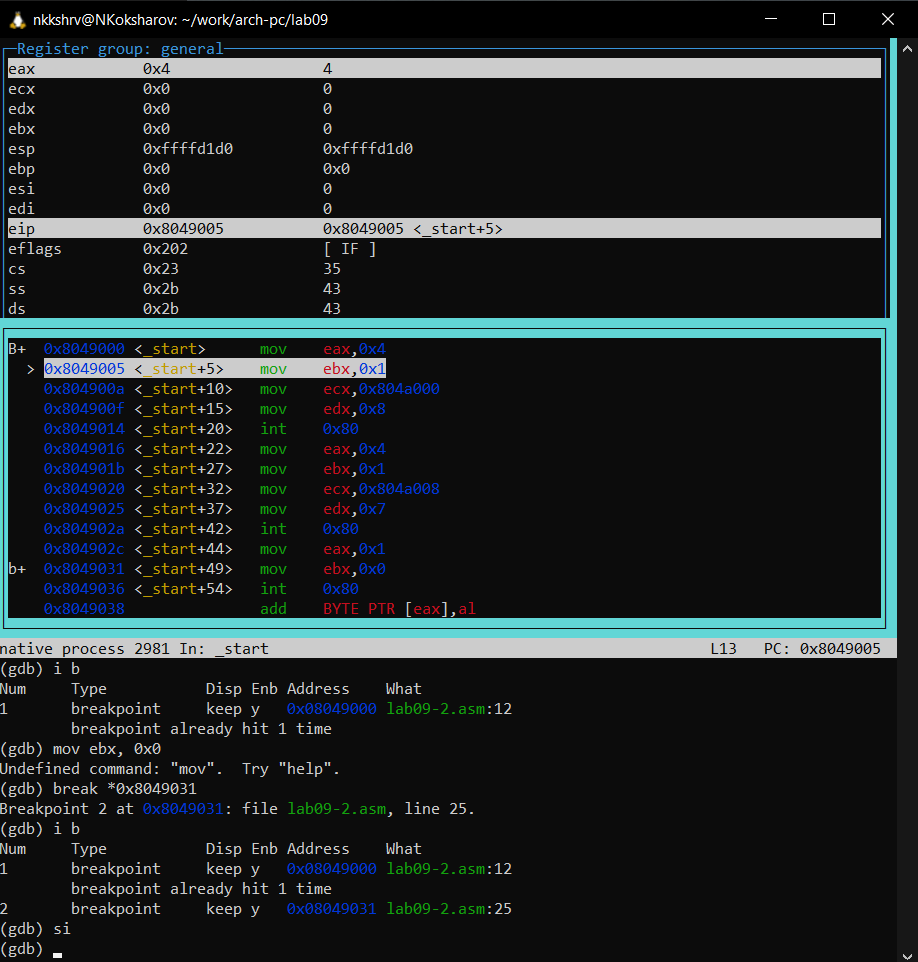 nkkshrv@NKoksharov: ~/work/arch-pc/lab09
Register group: general
eax 0x4 4
ecx 0x0 0
edx 0x0 0
ebx 0x0 0
esp 0xffffd1d0 0xffffd1d0
ebp 0x0 0x0
esi 0x0 0
edi 0x0 0
eip 0x8049005 0x8049005 <_start+5>
eflags 0x202 [ IF ]
cs 0x23 35
ss 0x2b 43
ds 0x2b 43
B+ 0x8049000 <_start> mov eax,0x4
> 0x8049005 <_start+5> mov ebx,0x1
0x804900a <_start+10> mov ecx,0x804a000
0x804900f <_start+15> mov edx,0x8
0x8049014 <_start+20> int 0x80
0x8049016 <_start+22> mov eax,0x4
0x804901b <_start+27> mov ebx,0x1
0x8049020 <_start+32> mov ecx,0x804a008
0x8049025 <_start+37> mov edx,0x7
0x804902a <_start+42> int 0x80
0x804902c <_start+44> mov eax,0x1
b+ 0x8049031 <_start+49> mov ebx,0x0
0x8049036 <_start+54> int 0x80
0x8049038 add BYTE PTR [eax],al
native process 2981 In: _start L13 PC: 0x8049005
(gdb) i b
Num Type Disp Enb Address What
1 breakpoint keep y 0x08049000 lab09-2.asm:12
breakpoint already hit 1 time
(gdb) mov ebx, 0x0
Undefined command: "mov". Try "help".
(gdb) break *0x8049031
Breakpoint 2 at 0x8049031: file lab09-2.asm, line 25.
(gdb) i b
Num Type Disp Enb Address What
1 breakpoint keep y 0x08049000 lab09-2.asm:12
breakpoint already hit 1 time
2 breakpoint keep y 0x08049031 lab09-2.asm:25
(gdb) si
(gdb)